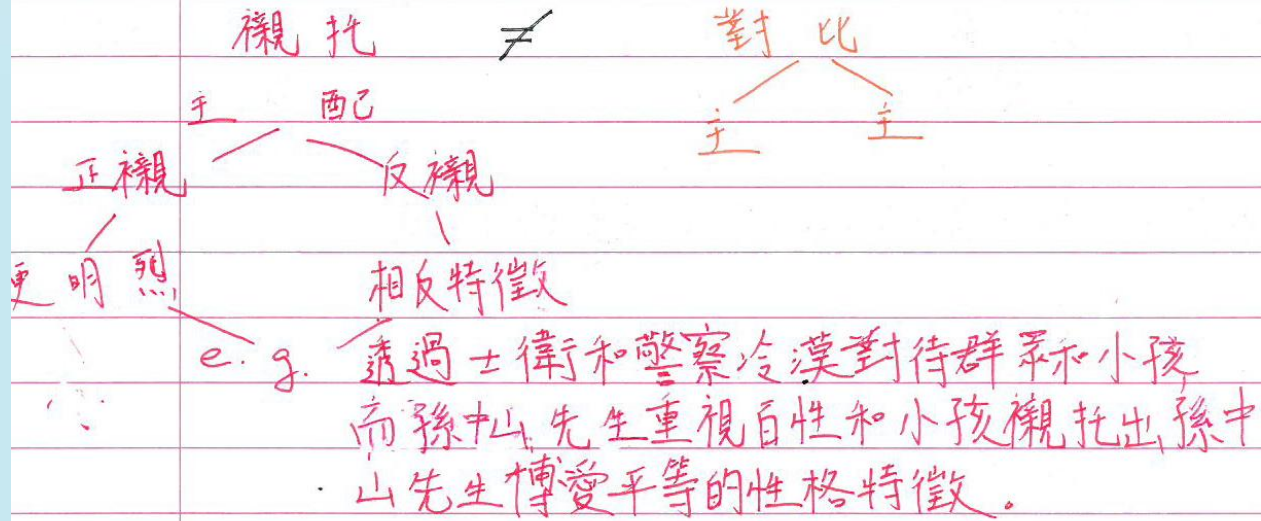 襯托 ≠ 對比
主 配 主 主
正襯 反襯
更明烈 相反特徵
e.g. 透過士衛和警察冷漠對待群眾和小孩
而孫中山先生重視百性和小孩襯托出孫中
山先生博愛平等的性格特徵。